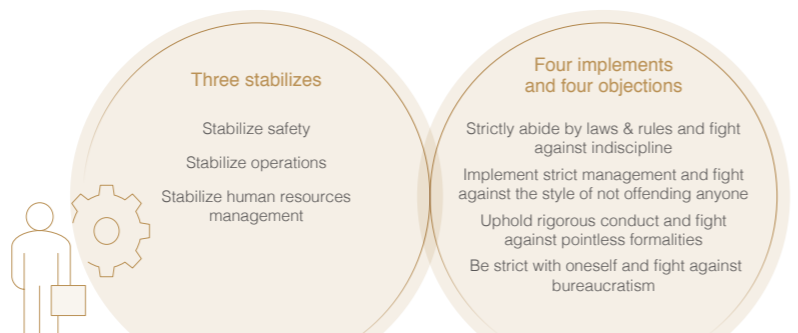 Three stabilizes
Stabilize safety
Stabilize operations
Stabilize human resources
management
Four implements
and four objections
Strictly abide by laws & rules and fight
against indiscipline
Implement strict management and fight
against the style of not offending anyone
Uphold rigorous conduct and fight
against pointless formalities
Be strict with oneself and fight against
bureaucratism